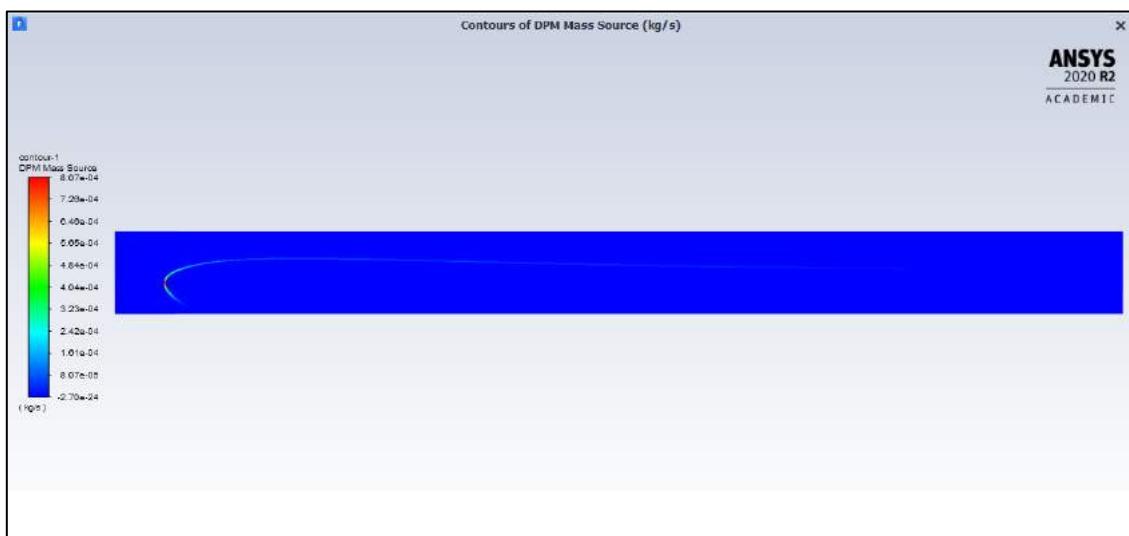 Contours of DPM Mass Source (kg/s)
ANSYS
2020 R2
ACADEMIC
contour-1
DPM Mass Source
8.07e-04
7.26e-04
6.46e-04
5.65e-04
4.84e-04
4.04e-04
3.23e-04
2.42e-04
1.61e-04
8.07e-05
-2.70e-24
( kg/s )